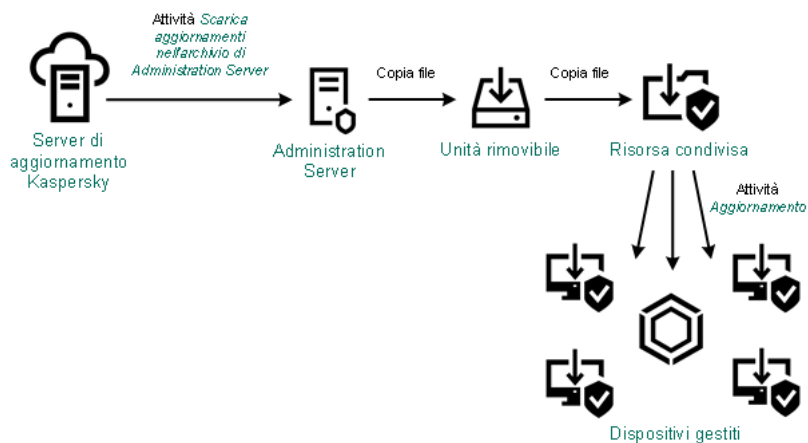 Attività Scarica
aggiornamenti
nell'archivio di
Administration Server
Copia file
Copia file
Server di
aggiornamento
Kaspersky
Administration
Server
Unità rimovibile
Risorsa condivisa
Attività
Aggiornamento
Dispositivi gestiti